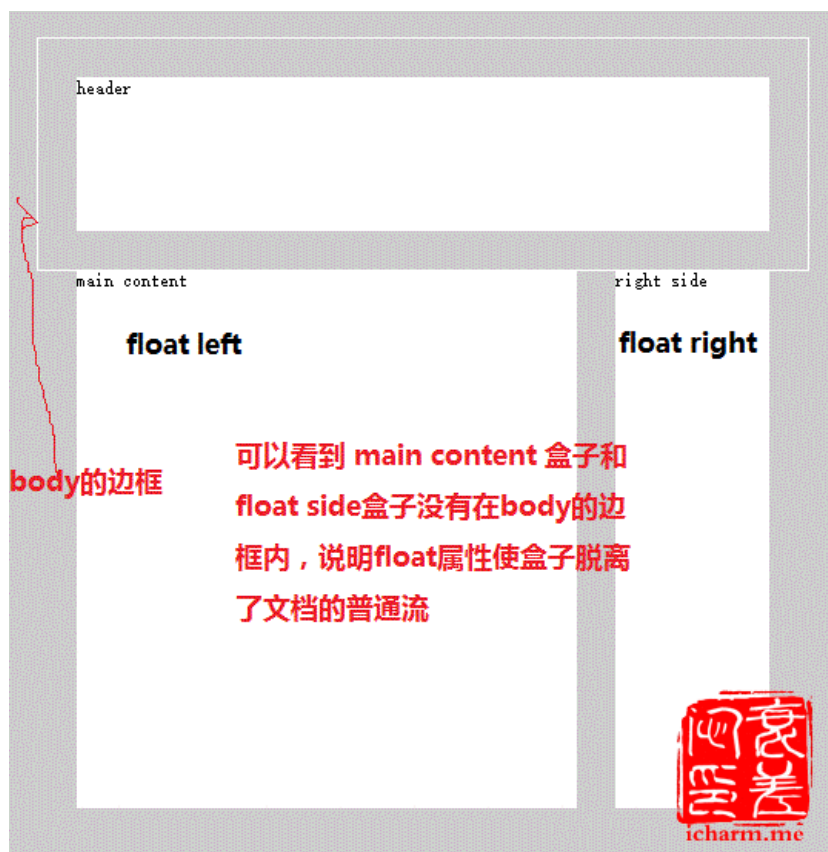 header
main content
right side
float left
float right
可以看到 main content 盒子和
float side盒子没有在body的边
框内，说明float属性使盒子脱离
了文档的普通流
body的边框
icharm.me